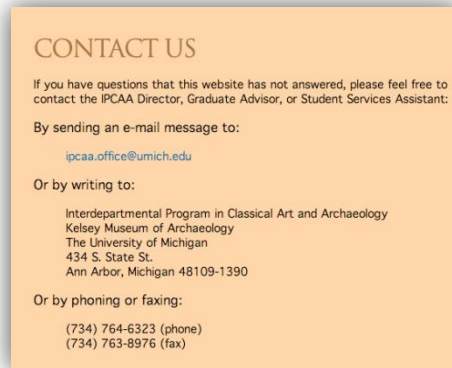 CONTACT US
If you have questions that this website has not answered, please feel free to
contact the IPCAA Director, Graduate Advisor, or Student Services Assistant:
By sending an e-mail message to:
ipcaa.office@umich.edu
Or by writing to:
Interdepartmental Program in Classical Art and Archaeology
Kelsey Museum of Archaeology
The University of Michigan
434 S. State St.
Ann Arbor, Michigan 48109-1390
Or by phoning or faxing:
(734) 764-6323 (phone)
(734) 763-8976 (fax)